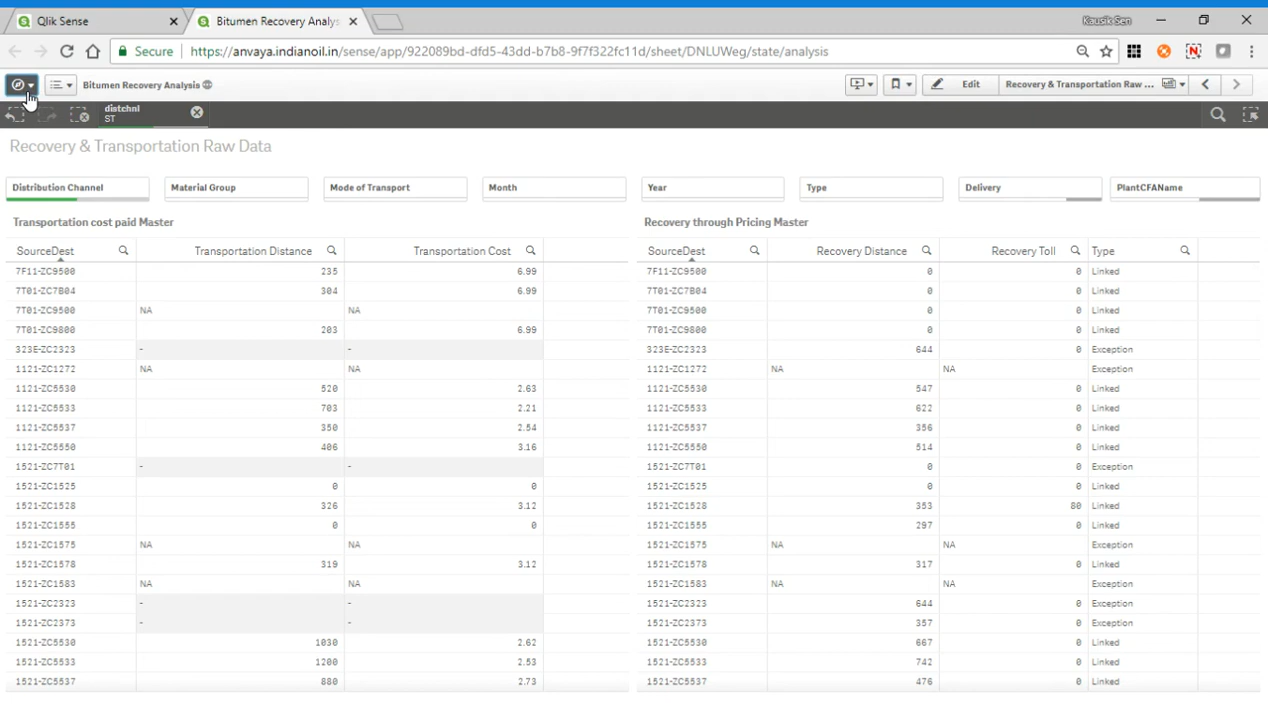 Qlik Sense
Bitumen Recovery Analys
Kausik Sen
Secure https://anvaya.indianoil.in/sense/app/922089bd-dfd5-43dd-b7b8-9f7f322fc11d/sheet/DNLUWeg/state/analysis
Bitumen Recovery Analysis
Edit
Recovery & Transportation Raw ...
distchnl
ST
Recovery & Transportation Raw Data
Distribution Channel Material Group Mode of Transport Month Year Type Delivery PlantCFAName
Transportation cost paid Master Recovery through Pricing Master
SourceDest Transportation Distance Transportation Cost SourceDest Recovery Distance Recovery Toll Type
7F11-ZC9500 235 6.99 7F11-ZC9500 0 0 Linked
7T01-ZC7B04 304 6.99 7T01-ZC7B04 0 0 Linked
7T01-ZC9500 NA NA 7T01-ZC9500 0 0 Linked
7T01-ZC9800 203 6.99 7T01-ZC9800 0 0 Linked
323E-ZC2323 - - 323E-ZC2323 644 0 Exception
1121-ZC1272 NA NA 1121-ZC1272 NA NA Exception
1121-ZC5530 520 2.63 1121-ZC5530 547 0 Linked
1121-ZC5533 703 2.21 1121-ZC5533 622 0 Linked
1121-ZC5537 350 2.54 1121-ZC5537 356 0 Linked
1121-ZC5550 406 3.16 1121-ZC5550 514 0 Linked
1521-ZC7T01 - - 1521-ZC7T01 0 0 Exception
1521-ZC1525 0 0 1521-ZC1525 0 0 Linked
1521-ZC1528 326 3.12 1521-ZC1528 353 80 Linked
1521-ZC1555 0 0 1521-ZC1555 297 0 Linked
1521-ZC1575 NA NA 1521-ZC1575 NA NA Exception
1521-ZC1578 319 3.12 1521-ZC1578 317 0 Linked
1521-ZC1583 NA NA 1521-ZC1583 NA NA Exception
1521-ZC2323 - - 1521-ZC2323 644 0 Exception
1521-ZC2373 - - 1521-ZC2373 357 0 Exception
1521-ZC5530 1030 2.62 1521-ZC5530 667 0 Linked
1521-ZC5533 1200 2.53 1521-ZC5533 742 0 Linked
1521-ZC5537 880 2.73 1521-ZC5537 476 0 Linked